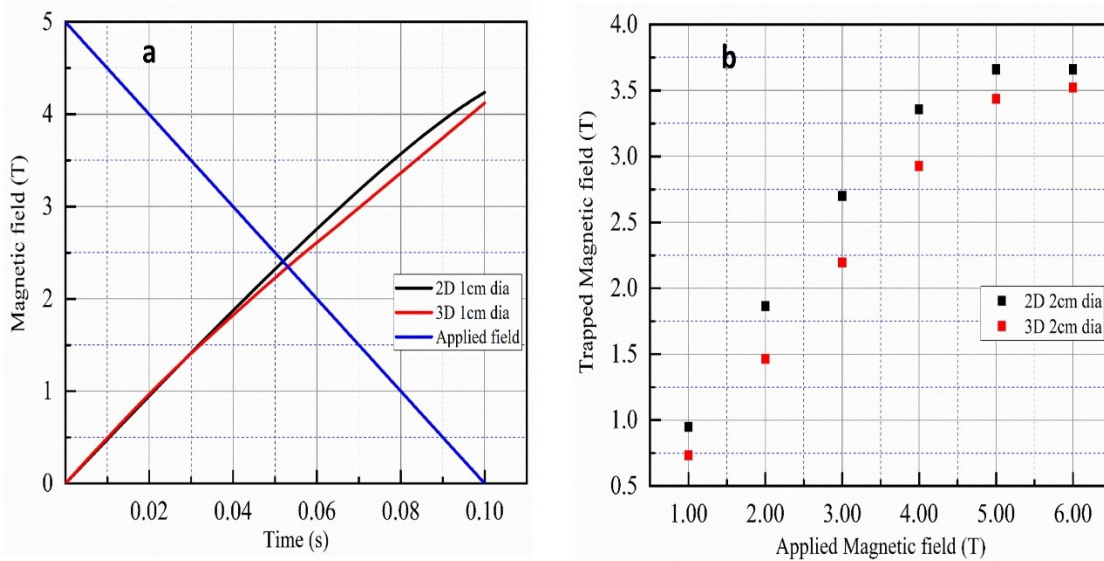 a
5
4
3
2
1
0
Magnetic field (T)
2D 1cm dia
3D 1cm dia
Applied field
0.02 0.04 0.06 0.08 0.10
Time (s)
b
4.0
3.5
3.0
2.5
2.0
1.5
1.0
0.5
Trapped Magnetic field (T)
2D 2cm dia
3D 2cm dia
1.00 2.00 3.00 4.00 5.00 6.00
Applied Magnetic field (T)